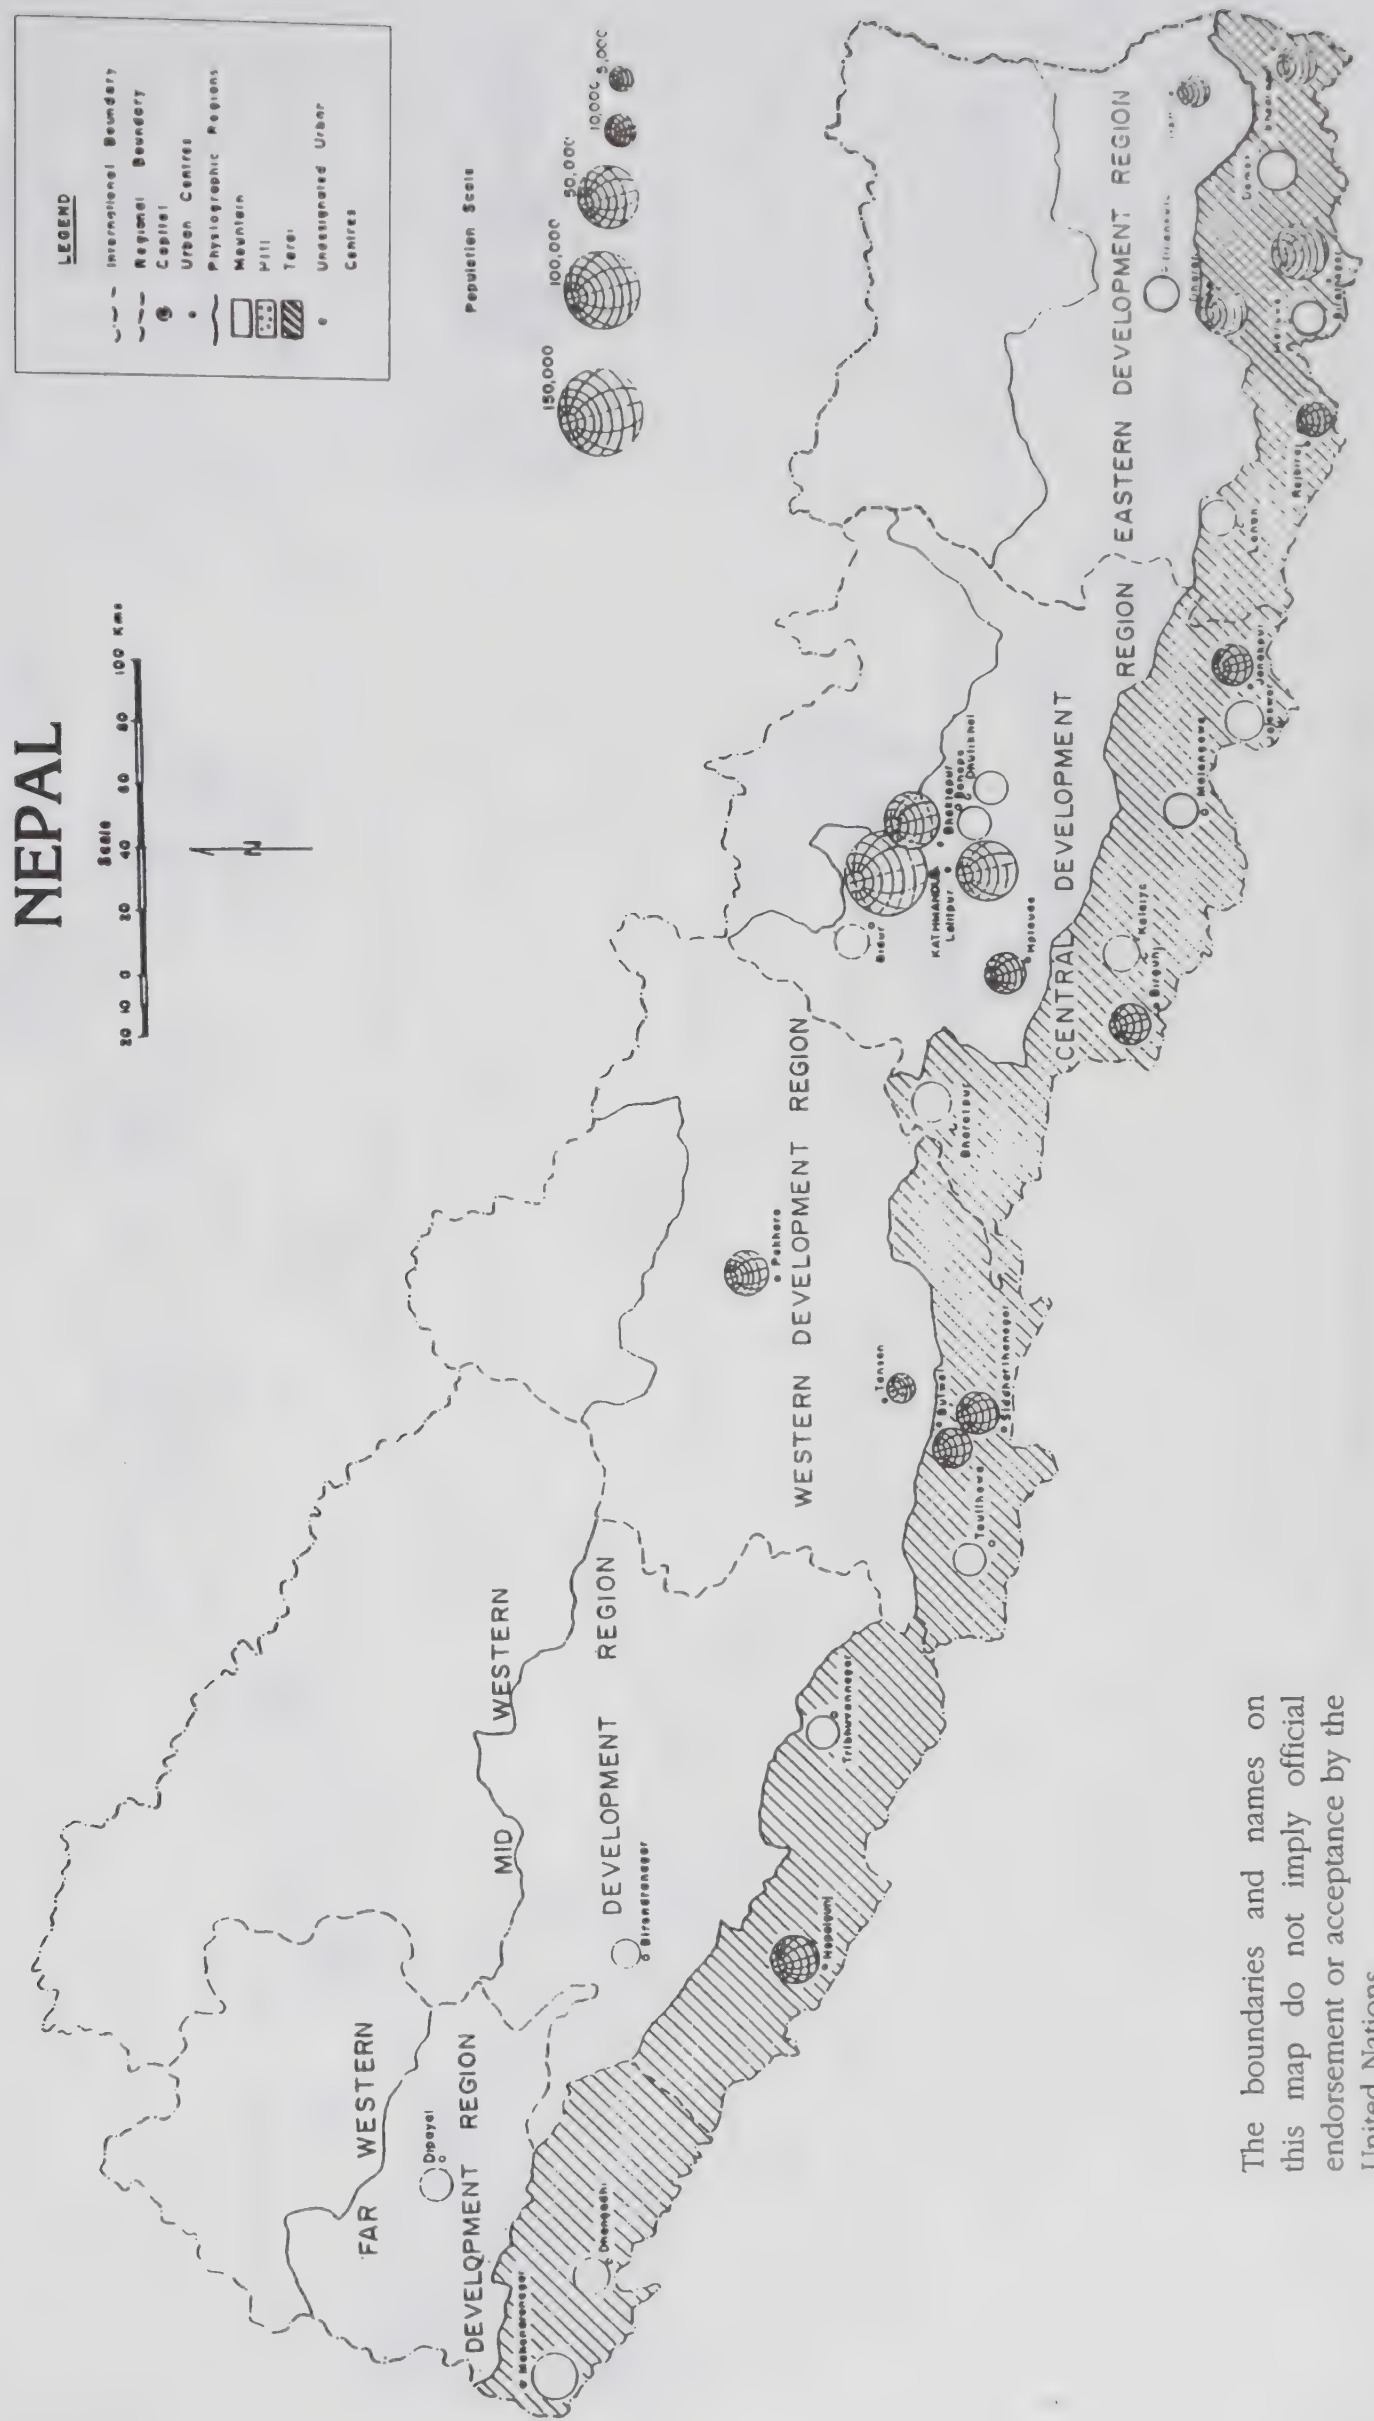 NEPAL
Scale
20 10 0 20 40 60 80 100 Kms
N
LEGEND
International Boundary
Regional Boundary
Capital
Urban Centres
Physiographic Regions
Mountain
Hill
Terai
Undesignated Urban
Centres
Population Scale
150,000
100,000
50,000
10,000
5,000
FAR WESTERN
DEVELOPMENT REGION
MID WESTERN
DEVELOPMENT REGION
WESTERN DEVELOPMENT REGION
CENTRAL DEVELOPMENT REGION
EASTERN DEVELOPMENT REGION
Mahendranagar
Dhangadhi
Dipayal
Birendranagar
Nepalgunj
Tribhuvannagar
Taulihawa
Butwal
Siddharthanagar
Tansen
Pokhara
Bharatpur
Bidur
KATHMANDU
Lalitpur
Bhaktapur
Banepa
Dhulikhel
Hetauda
Birgunj
Kalaiya
Malangawa
Jaleswar
Janakpur
Lahan
Rajbiraj
Dharan
Biratnagar
Damak
The boundaries and names on
this map do not imply official
endorsement or acceptance by the
United Nations